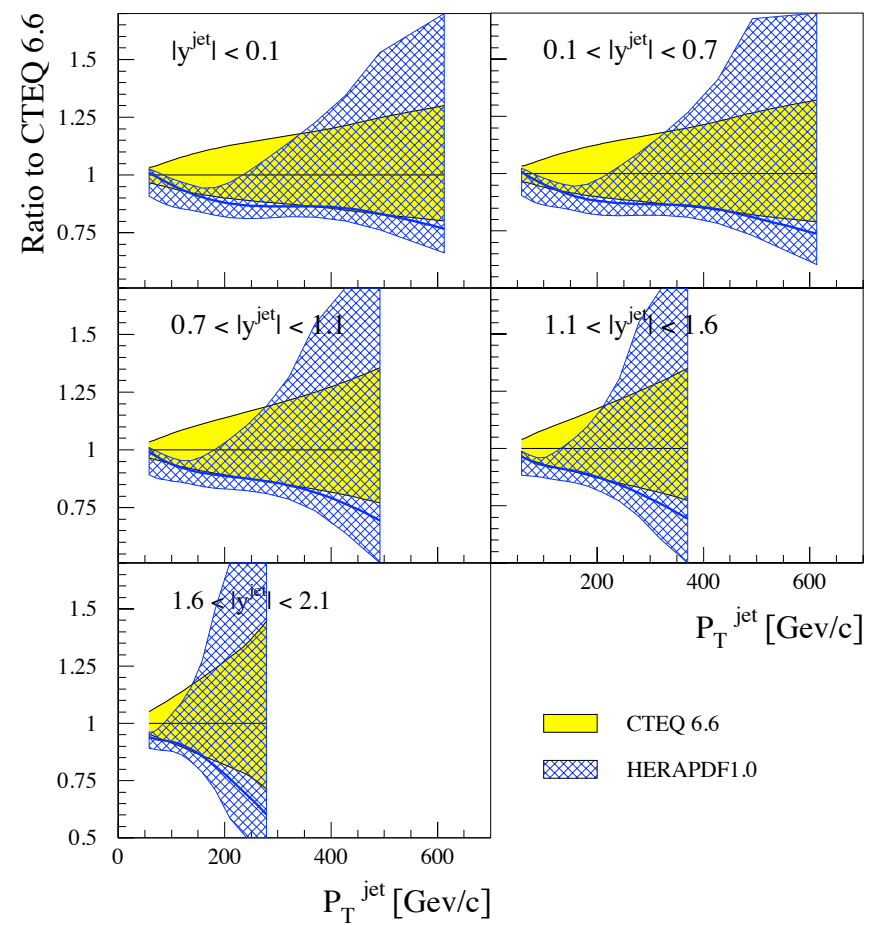 Ratio to CTEQ 6.6
|y^jet| < 0.1
0.1 < |y^jet| < 0.7
1.5
1.25
1
0.75
0.7 < |y^jet| < 1.1
1.1 < |y^jet| < 1.6
1.5
1.25
1
0.75
200 400 600
P_T^jet [Gev/c]
1.6 < |y^jet| < 2.1
1.5
1.25
1
0.75
0.5
0 200 400 600
P_T^jet [Gev/c]
CTEQ 6.6
HERAPDF1.0